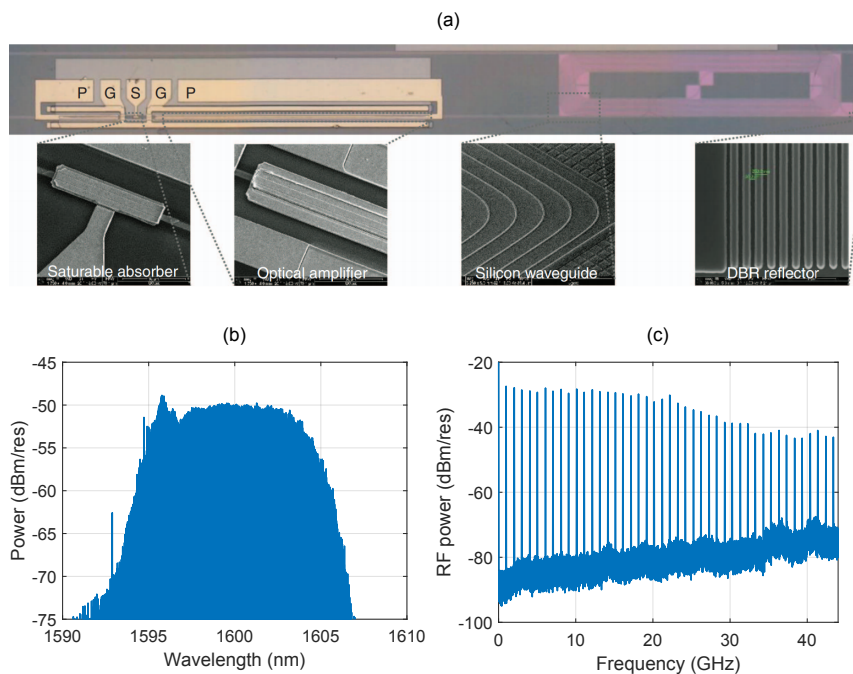 (a)
P G S G P
Saturable absorber
Optical amplifier
Silicon waveguide
DBR reflector
(b)
-45
-50
-55
-60
-65
-70
-75
Power (dBm/res)
1590 1595 1600 1605 1610
Wavelength (nm)
(c)
-20
-40
-60
-80
-100
RF power (dBm/res)
0 10 20 30 40
Frequency (GHz)